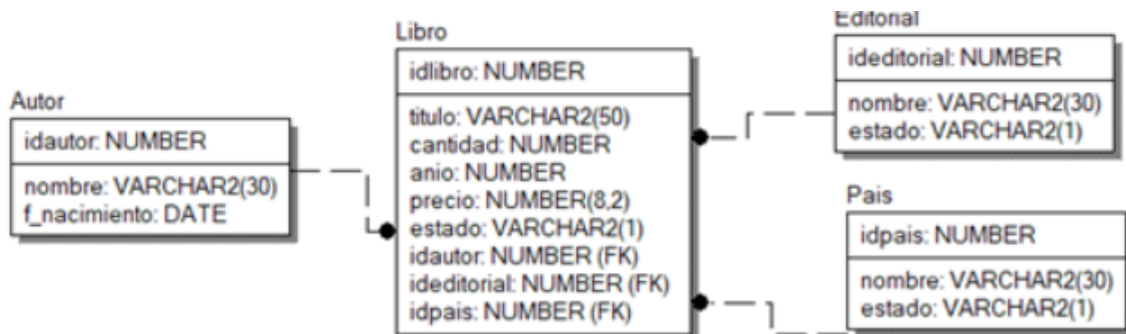 Autor
idautor: NUMBER
nombre: VARCHAR2(30)
f_nacimiento: DATE
Libro
idlibro: NUMBER
titulo: VARCHAR2(50)
cantidad: NUMBER
anio: NUMBER
precio: NUMBER(8,2)
estado: VARCHAR2(1)
idautor: NUMBER (FK)
ideditorial: NUMBER (FK)
idpais: NUMBER (FK)
Editorial
ideditorial: NUMBER
nombre: VARCHAR2(30)
estado: VARCHAR2(1)
Pais
idpais: NUMBER
nombre: VARCHAR2(30)
estado: VARCHAR2(1)